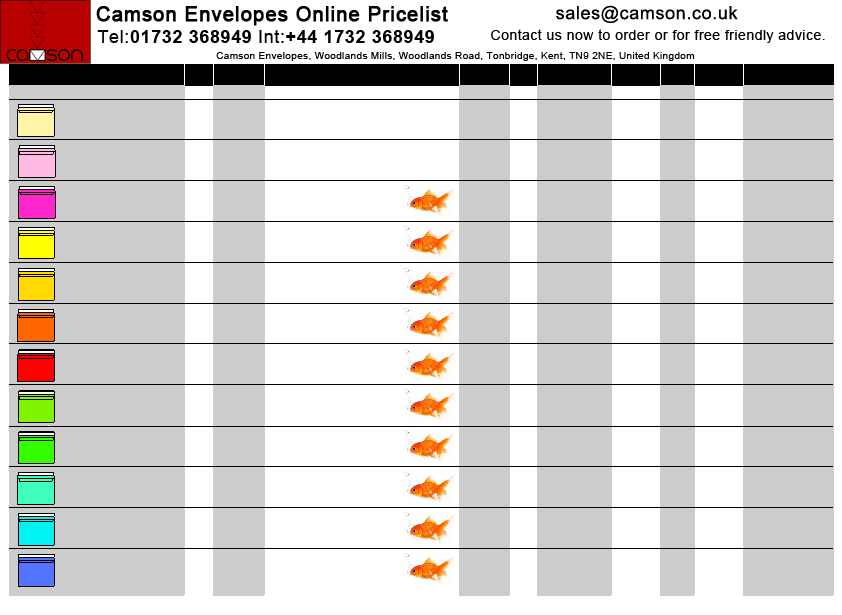 Camson Envelopes Online Pricelist
sales@camson.co.uk
Tel:01732 368949 Int:+44 1732 368949
Contact us now to order or for free friendly advice.
camson
Camson Envelopes, Woodlands Mills, Woodlands Road, Tonbridge, Kent, TN9 2NE, United Kingdom